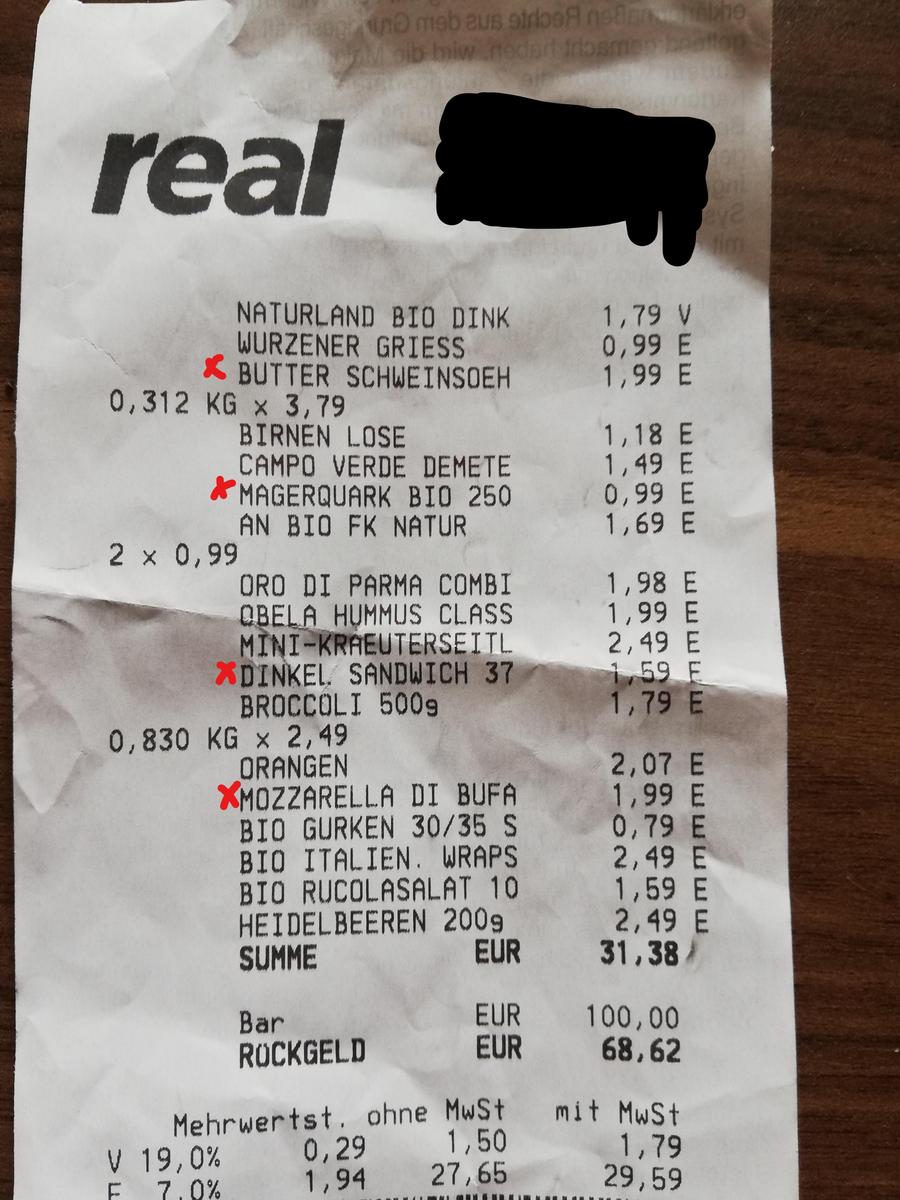 real
NATURLAND BIO DINK 1,79 V
WURZENER GRIESS 0,99 E
x BUTTER SCHWEINSOEH 1,99 E
0,312 KG x 3,79
BIRNEN LOSE 1,18 E
CAMPO VERDE DEMETE 1,49 E
x MAGERQUARK BIO 250 0,99 E
AN BIO FK NATUR 1,69 E
2 x 0,99
ORO DI PARMA COMBI 1,98 E
OBELA HUMMUS CLASS 1,99 E
MINI-KRAEUTERSEITL 2,49 E
x DINKEL SANDWICH 37 1,59 E
BROCCOLI 500g 1,79 E
0,830 KG x 2,49
ORANGEN 2,07 E
x MOZZARELLA DI BUFA 1,99 E
BIO GURKEN 30/35 S 0,79 E
BIO ITALIEN. WRAPS 2,49 E
BIO RUCOLASALAT 10 1,59 E
HEIDELBEEREN 200g 2,49 E
SUMME EUR 31,38
Bar EUR 100,00
RÜCKGELD EUR 68,62
Mehrwertst. ohne MwSt mit MwSt
V 19,0% 0,29 1,50 1,79
E 7,0% 1,94 27,65 29,59